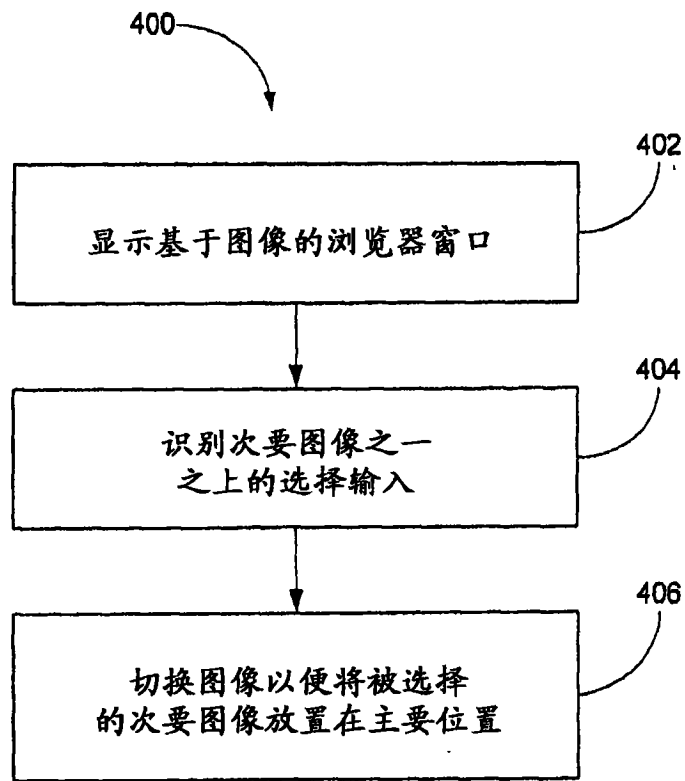 400
402
显示基于图像的浏览器窗口
404
识别次要图像之一
之上的选择输入
406
切换图像以便将被选择
的次要图像放置在主要位置